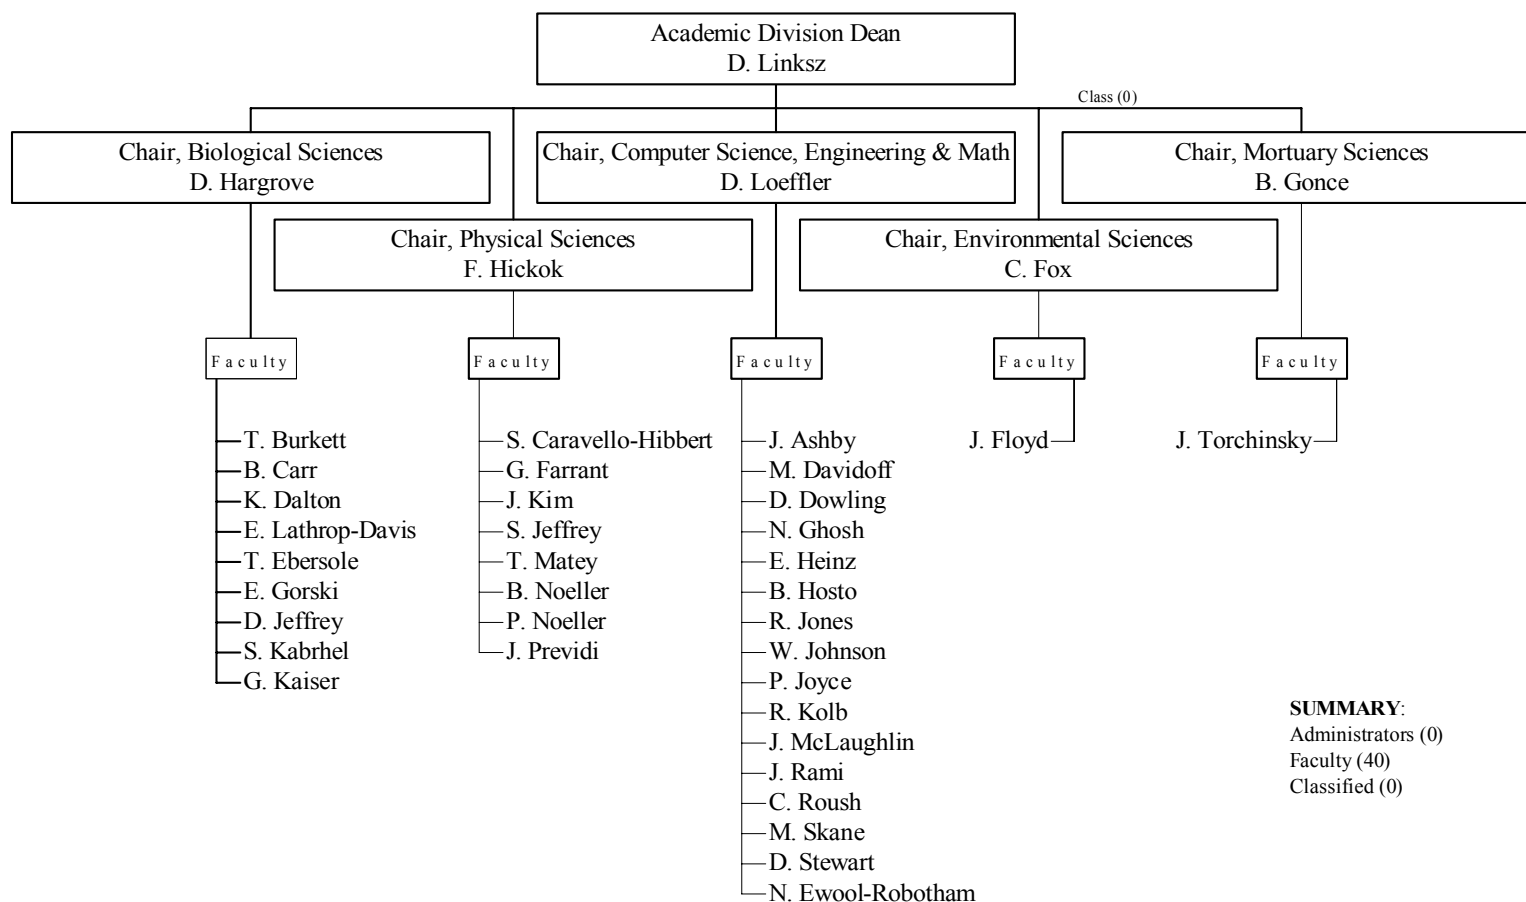 Academic Division Dean
D. Linksz
Class (0)
Chair, Biological Sciences
D. Hargrove
Chair, Computer Science, Engineering & Math
D. Loeffler
Chair, Mortuary Sciences
B. Gonce
Chair, Physical Sciences
F. Hickok
Chair, Environmental Sciences
C. Fox
Faculty
T. Burkett
B. Carr
K. Dalton
E. Lathrop-Davis
T. Ebersole
E. Gorski
D. Jeffrey
S. Kabrhel
G. Kaiser
Faculty
S. Caravello-Hibbert
G. Farrant
J. Kim
S. Jeffrey
T. Matey
B. Noeller
P. Noeller
J. Previdi
Faculty
J. Ashby
M. Davidoff
D. Dowling
N. Ghosh
E. Heinz
B. Hosto
R. Jones
W. Johnson
P. Joyce
R. Kolb
J. McLaughlin
J. Rami
C. Roush
M. Skane
D. Stewart
N. Ewool-Robotham
Faculty
J. Floyd
Faculty
J. Torchinsky
SUMMARY:
Administrators (0)
Faculty (40)
Classified (0)